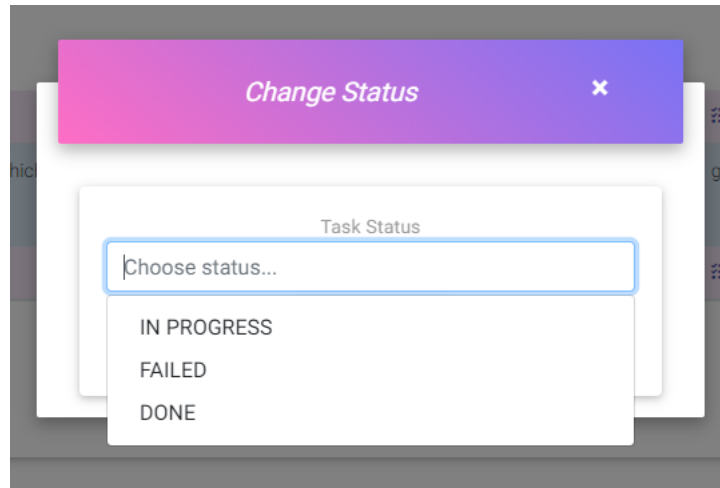 Change Status
×
Task Status
Choose status...
IN PROGRESS
FAILED
DONE